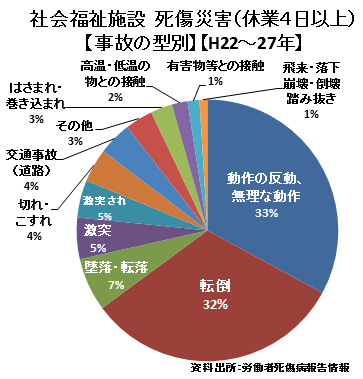 社会福祉施設 死傷災害(休業4日以上)
【事故の型別】【H22～27年】
動作の反動、
無理な動作
33%
転倒
32%
墜落・転落
7%
激突
5%
激突され
5%
切れ・
こすれ
4%
交通事故
(道路)
4%
その他
3%
はさまれ・
巻き込まれ
3%
高温・低温の
物との接触
2%
有害物等との接触
1%
飛来・落下
崩壊・倒壊
踏み抜き
1%
資料出所：労働者死傷病報告情報